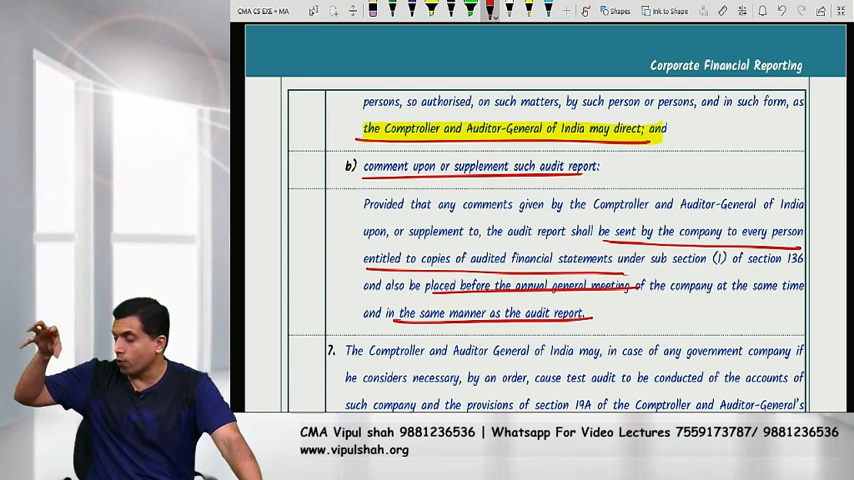 CMA CS EXE = MA
Shapes
Ink to Shape
Corporate Financial Reporting
persons, so authorised, on such matters, by such person or persons, and in such form, as
the Comptroller and Auditor-General of India may direct; and
b) comment upon or supplement such audit report:
Provided that any comments given by the Comptroller and Auditor-General of India
upon, or supplement to, the audit report shall be sent by the company to every person
entitled to copies of audited financial statements under sub section (1) of section 136
and also be placed before the annual general meeting of the company at the same time
and in the same manner as the audit report.
7. The Comptroller and Auditor General of India may, in case of any government company if
he considers necessary, by an order, cause test audit to be conducted of the accounts of
such company and the provisions of section 19A of the Comptroller and Auditor-General's
CMA Vipul shah 9881236536 | Whatsapp For Video Lectures 7559173787/ 9881236536
www.vipulshah.org